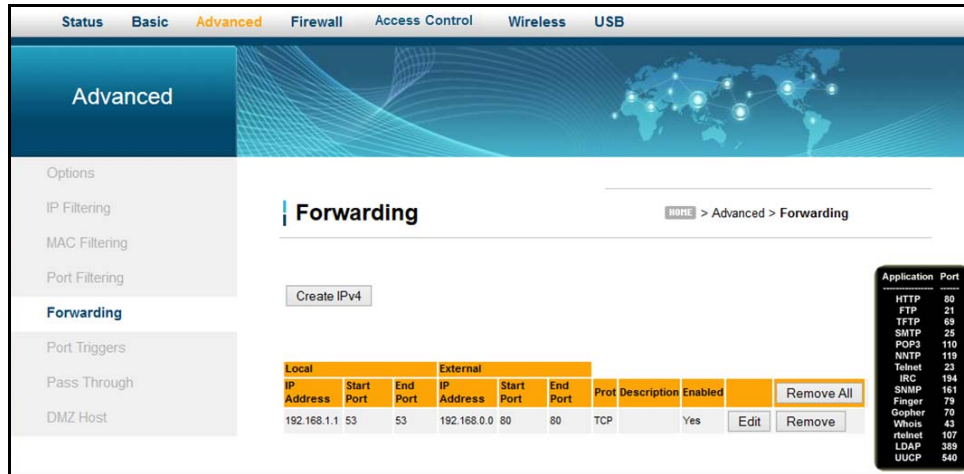 Status Basic Advanced Firewall Access Control Wireless USB
Advanced
Options
IP Filtering
MAC Filtering
Port Filtering
Forwarding
Port Triggers
Pass Through
DMZ Host
Forwarding
HOME > Advanced > Forwarding
Create IPv4
Local External
IP Address Start Port End Port IP Address Start Port End Port Prot Description Enabled Remove All
192.168.1.1 53 53 192.168.0.0 80 80 TCP Yes Edit Remove
Application Port
---------------- ------
HTTP 80
FTP 21
TFTP 69
SMTP 25
POP3 110
NNTP 119
Telnet 23
IRC 194
SNMP 161
Finger 79
Gopher 70
Whois 43
rtelnet 107
LDAP 389
UUCP 540